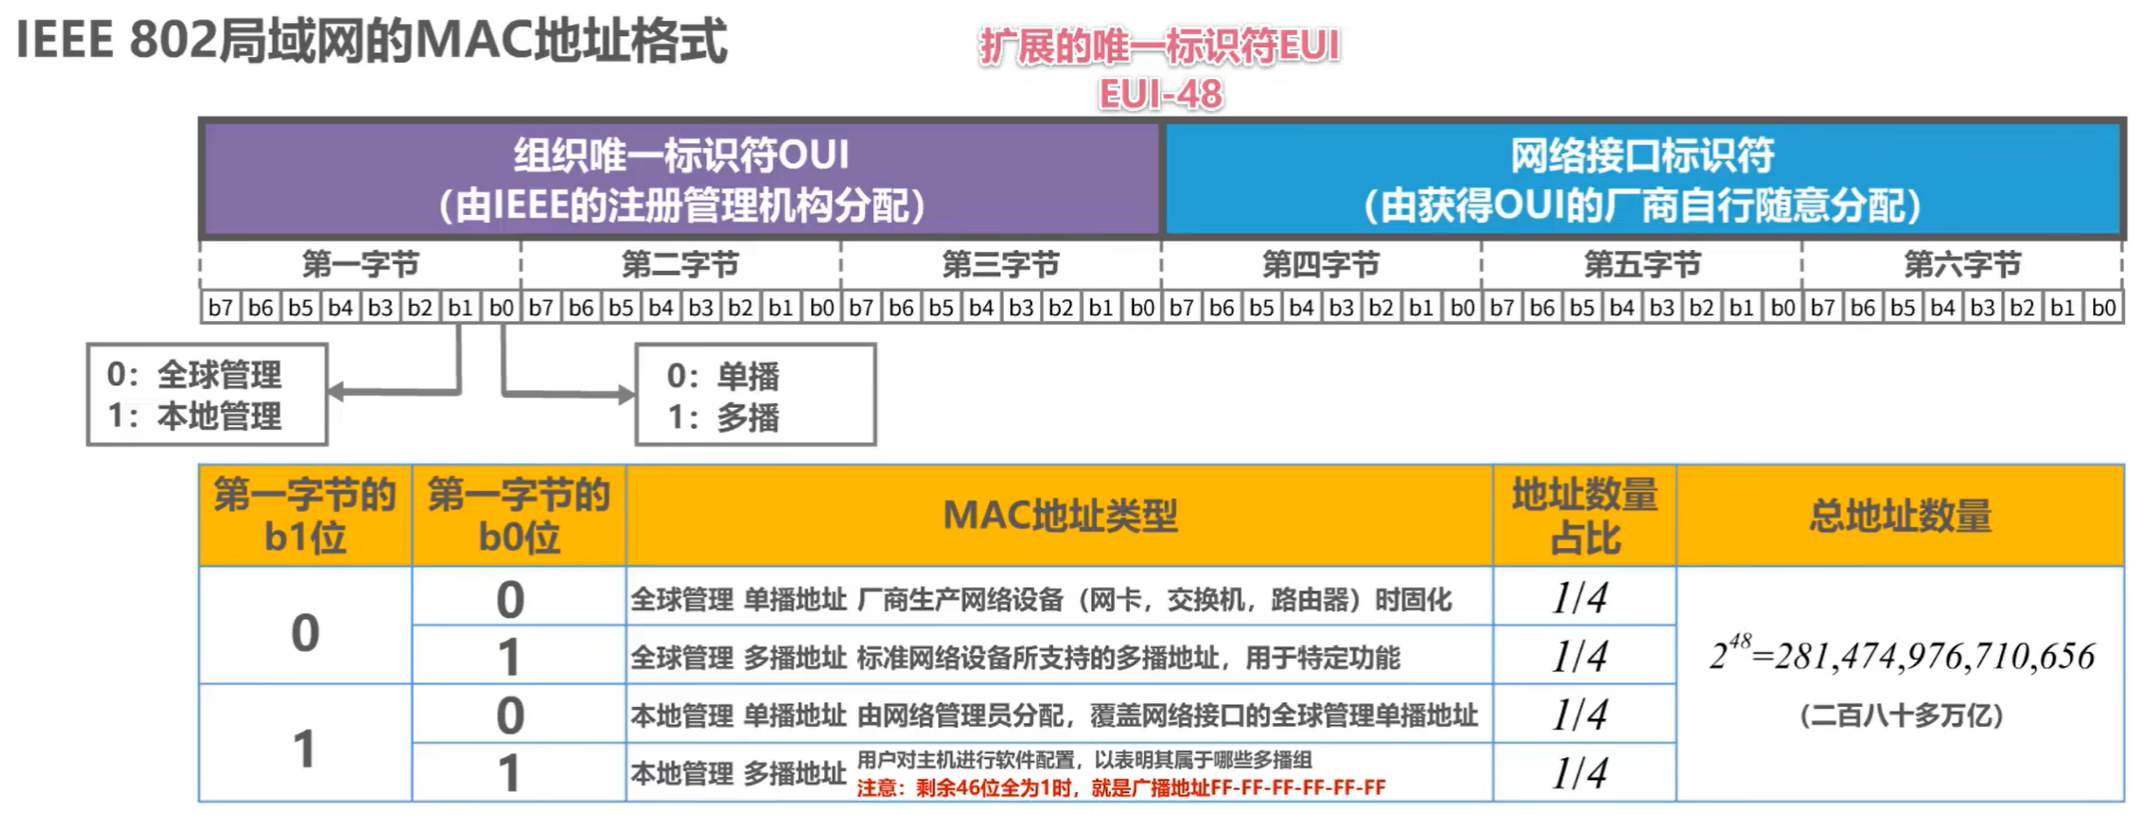 IEEE 802局域网的MAC地址格式
扩展的唯一标识符EUI
EUI-48
组织唯一标识符OUI
（由IEEE的注册管理机构分配）
网络接口标识符
（由获得OUI的厂商自行随意分配）
第一字节 第二字节 第三字节 第四字节 第五字节 第六字节
b7 b6 b5 b4 b3 b2 b1 b0 b7 b6 b5 b4 b3 b2 b1 b0 b7 b6 b5 b4 b3 b2 b1 b0 b7 b6 b5 b4 b3 b2 b1 b0 b7 b6 b5 b4 b3 b2 b1 b0 b7 b6 b5 b4 b3 b2 b1 b0
0：全球管理
1：本地管理
0：单播
1：多播
第一字节的
b1位
第一字节的
b0位
MAC地址类型
地址数量
占比
总地址数量
0
0
全球管理 单播地址 厂商生产网络设备（网卡，交换机，路由器）时固化
1/4
1
全球管理 多播地址 标准网络设备所支持的多播地址，用于特定功能
1/4
1
0
本地管理 单播地址 由网络管理员分配，覆盖网络接口的全球管理单播地址
1/4
1
本地管理 多播地址
用户对主机进行软件配置，以表明其属于哪些多播组
注意：剩余46位全为1时，就是广播地址FF-FF-FF-FF-FF-FF
1/4
2^48=281,474,976,710,656
（二百八十多万亿）